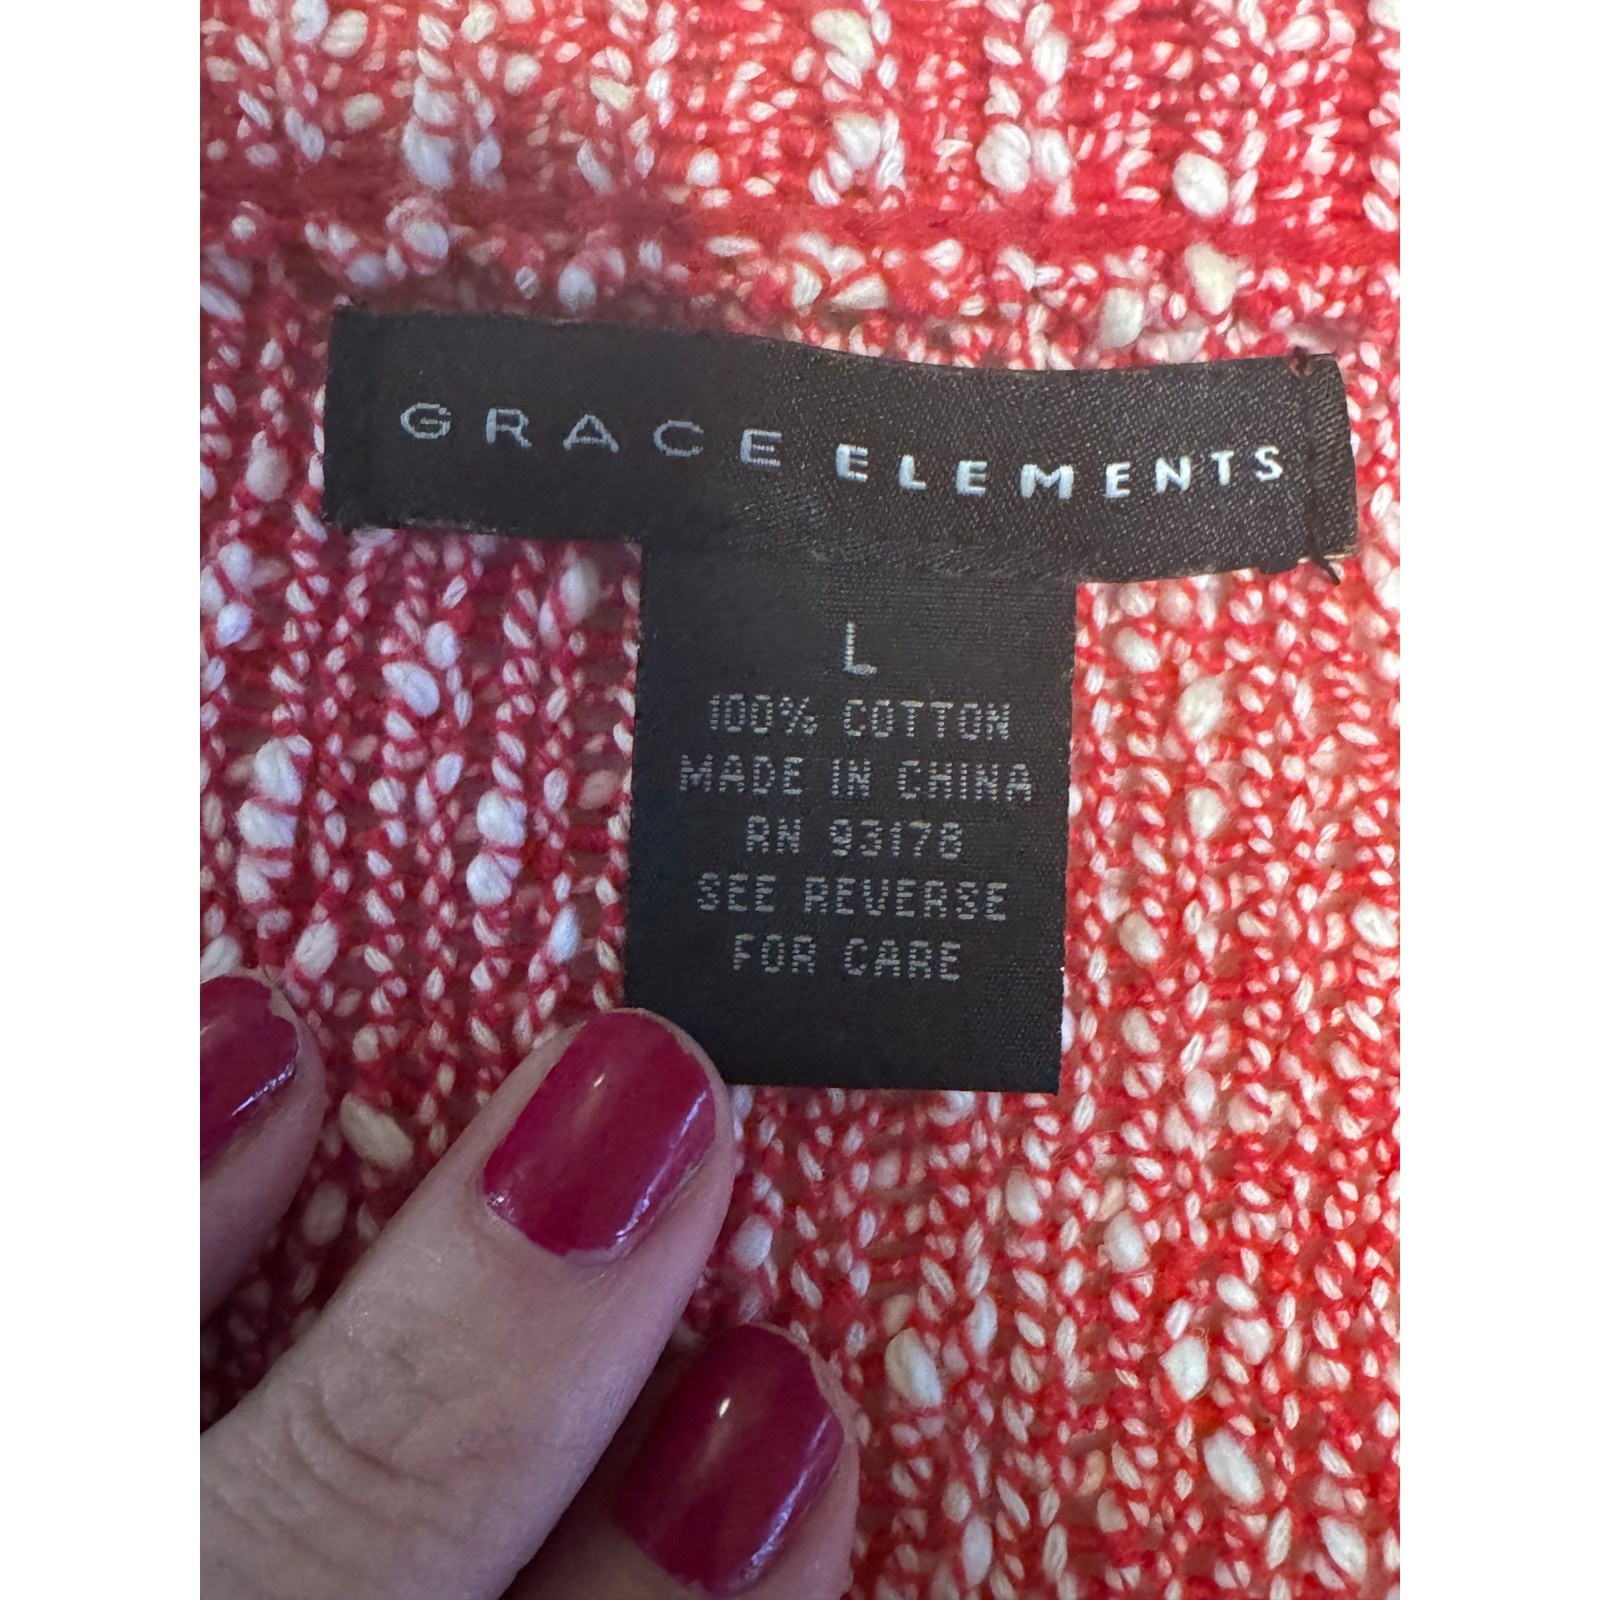 GRACE ELEMENTS
L
100% COTTON
MADE IN CHINA
RN 93178
SEE REVERSE
FOR CARE